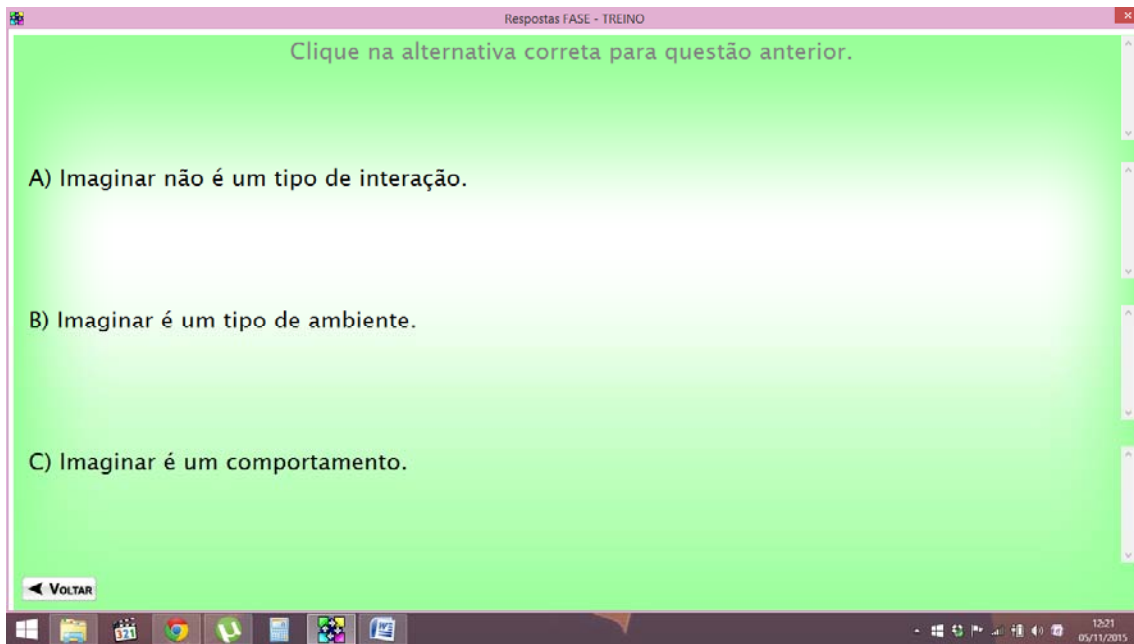 Respostas FASE - TREINO
Clique na alternativa correta para questão anterior.
A) Imaginar não é um tipo de interação.
B) Imaginar é um tipo de ambiente.
C) Imaginar é um comportamento.
VOLTAR
321
12:21
05/11/2015